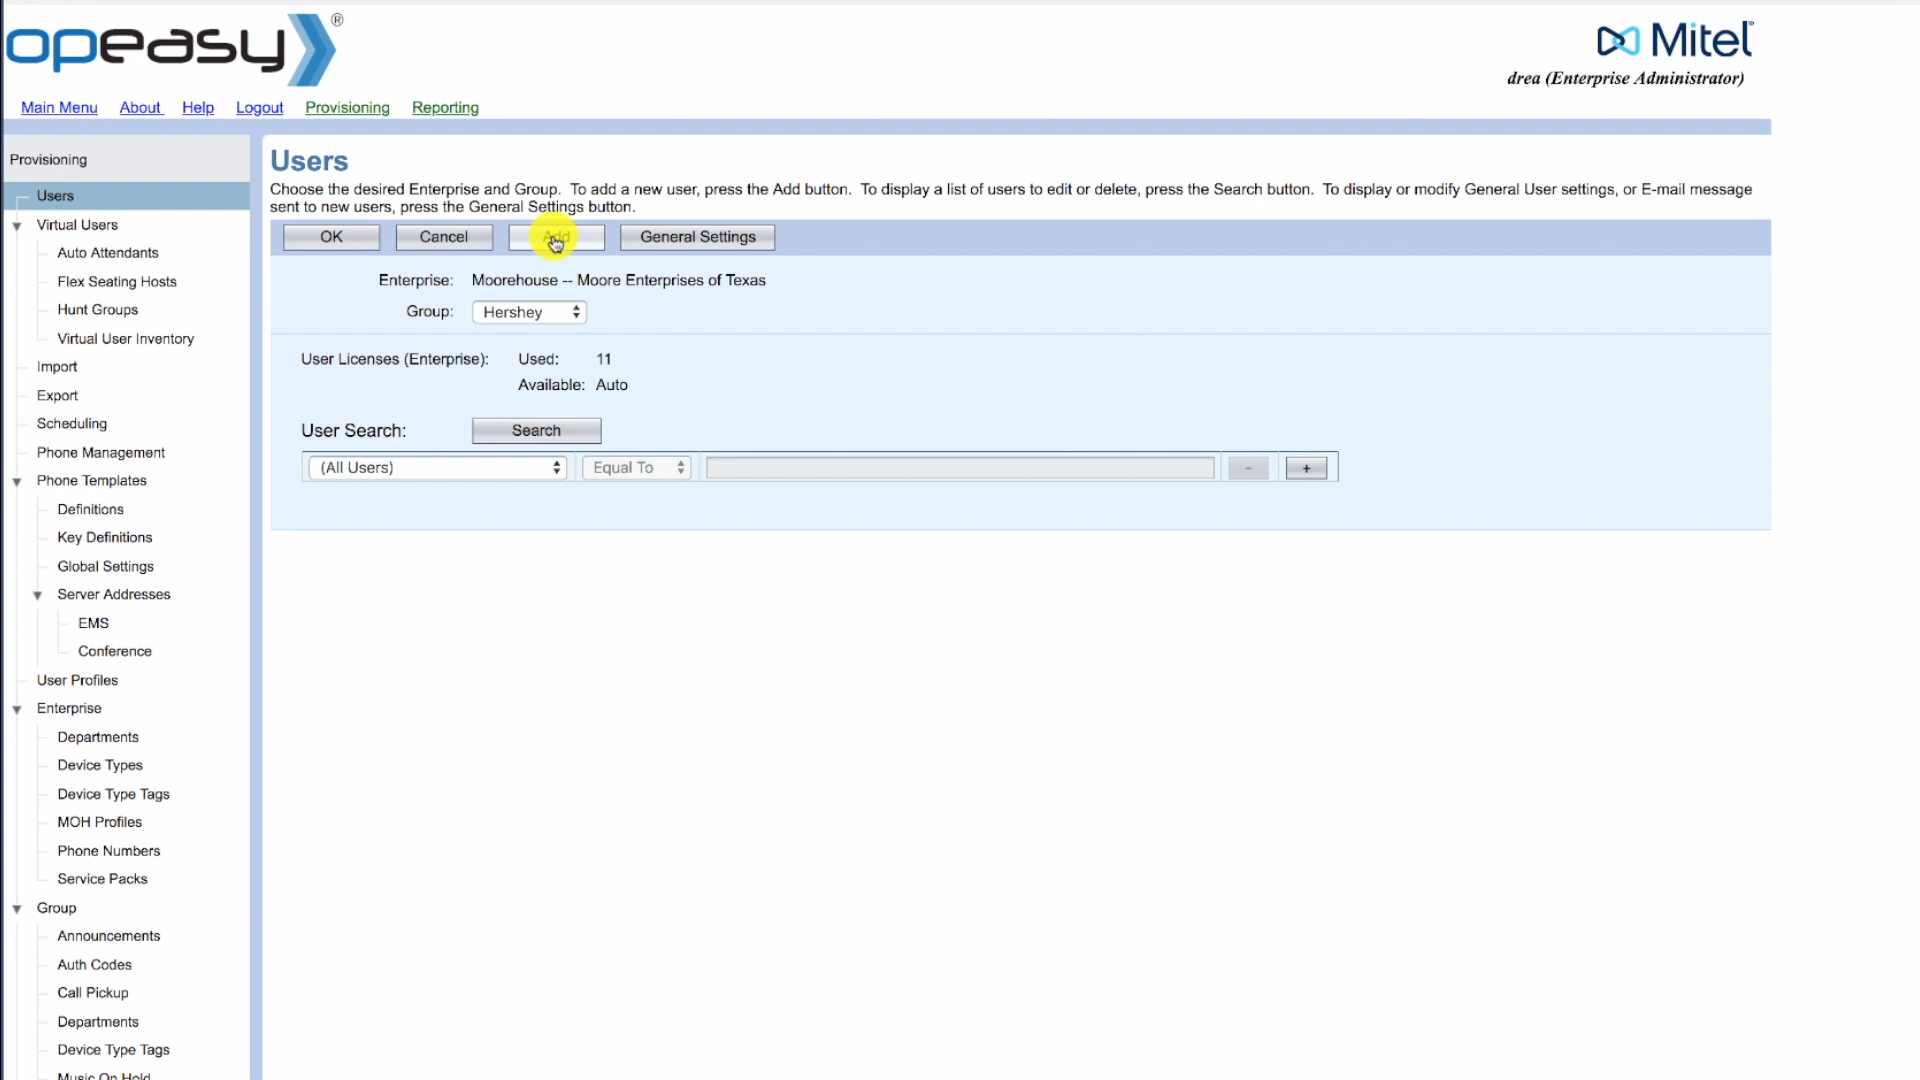 opeasy ®
Mitel
drea (Enterprise Administrator)
Main Menu About Help Logout Provisioning Reporting
Provisioning
Users
Virtual Users
Auto Attendants
Flex Seating Hosts
Hunt Groups
Virtual User Inventory
Import
Export
Scheduling
Phone Management
Phone Templates
Definitions
Key Definitions
Global Settings
Server Addresses
EMS
Conference
User Profiles
Enterprise
Departments
Device Types
Device Type Tags
MOH Profiles
Phone Numbers
Service Packs
Group
Announcements
Auth Codes
Call Pickup
Departments
Device Type Tags
Music On Hold
Users
Choose the desired Enterprise and Group. To add a new user, press the Add button. To display a list of users to edit or delete, press the Search button. To display or modify General User settings, or E-mail message
sent to new users, press the General Settings button.
OK Cancel Add General Settings
Enterprise: Moorehouse -- Moore Enterprises of Texas
Group: Hershey
User Licenses (Enterprise): Used: 11
Available: Auto
User Search: Search
(All Users) Equal To - +